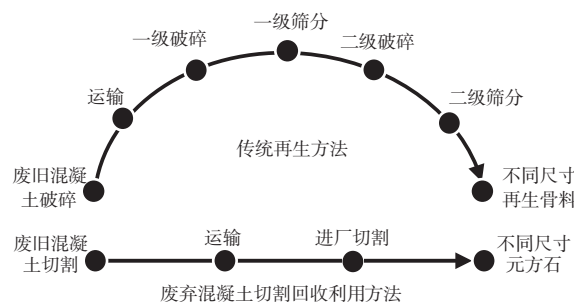 一级筛分
一级破碎
二级破碎
运输
二级筛分
传统再生方法
废旧混凝
土破碎
不同尺寸
再生骨料
废旧混凝
土切割
运输
进厂切割
不同尺寸
元方石
废弃混凝土切割回收利用方法